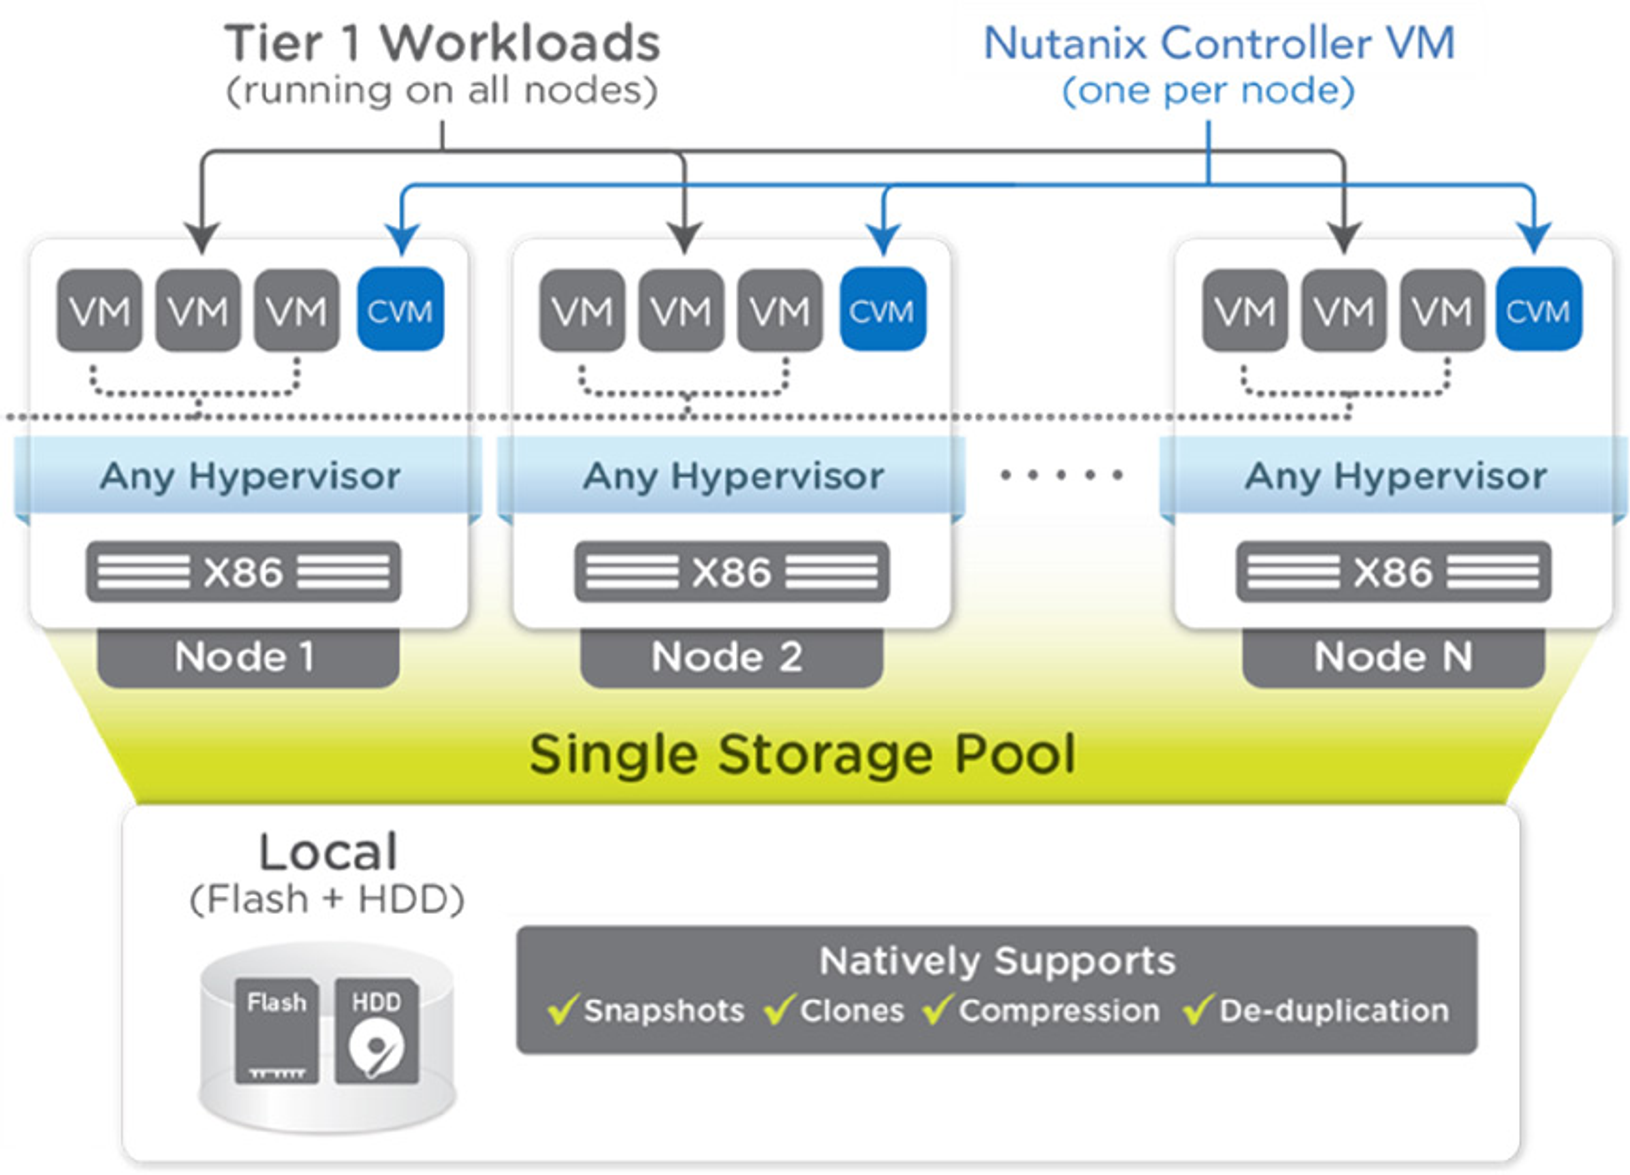 Tier 1 Workloads
(running on all nodes)
Nutanix Controller VM
(one per node)
VM VM VM CVM
VM VM VM CVM
VM VM VM CVM
Any Hypervisor
Any Hypervisor
Any Hypervisor
X86
X86
X86
Node 1
Node 2
Node N
Single Storage Pool
Local
(Flash + HDD)
Flash
HDD
Natively Supports
Snapshots Clones Compression De-duplication